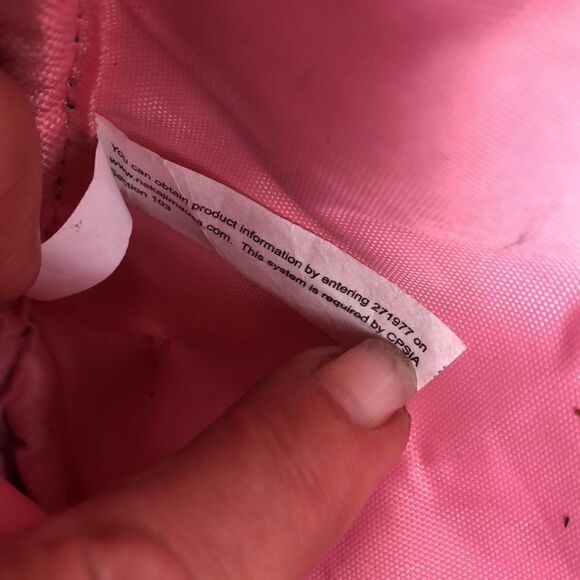 You can obtain product information by entering 271977 on
www.nakajimausa.com. This system is required by CPSIA
Section 103